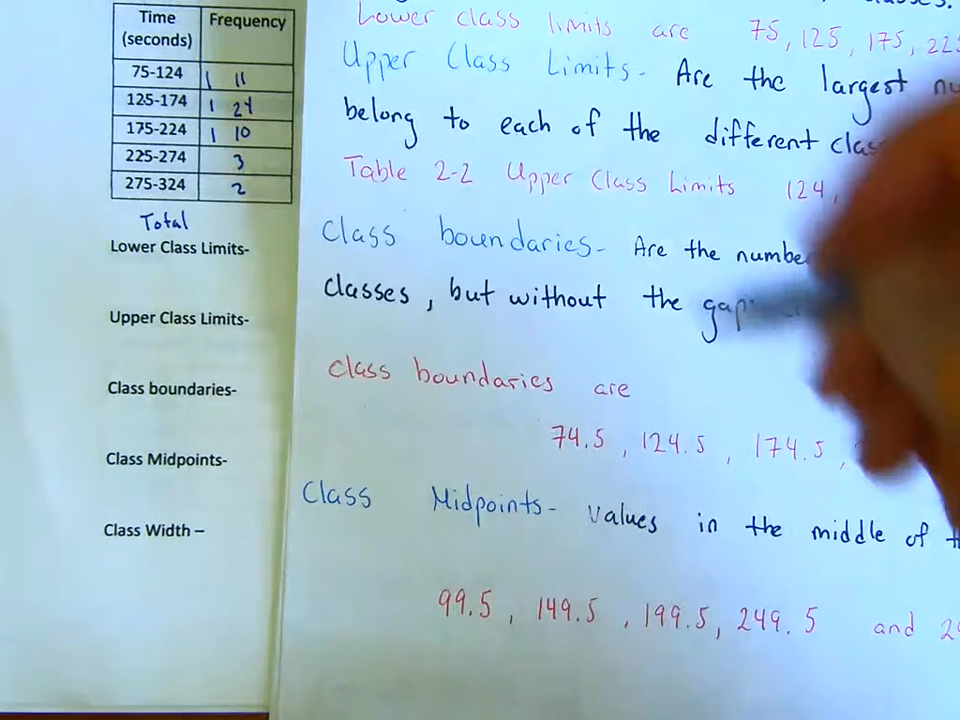 Time (seconds) Frequency
75-124 11
125-174 24
175-224 10
225-274 3
275-324 2
Total
Lower Class Limits-
Upper Class Limits-
Class boundaries-
Class Midpoints-
Class Width –
Lower class limits are 75, 125, 175, 225
Upper Class Limits- Are the largest
belong to each of the different
Table 2-2 Upper Class Limits 124,
Class boundaries- Are the
classes, but without the
class boundaries are
74.5, 124.5, 174.5,
Class Midpoints- values in the middle of
99.5, 149.5, 199.5, 249.5 and